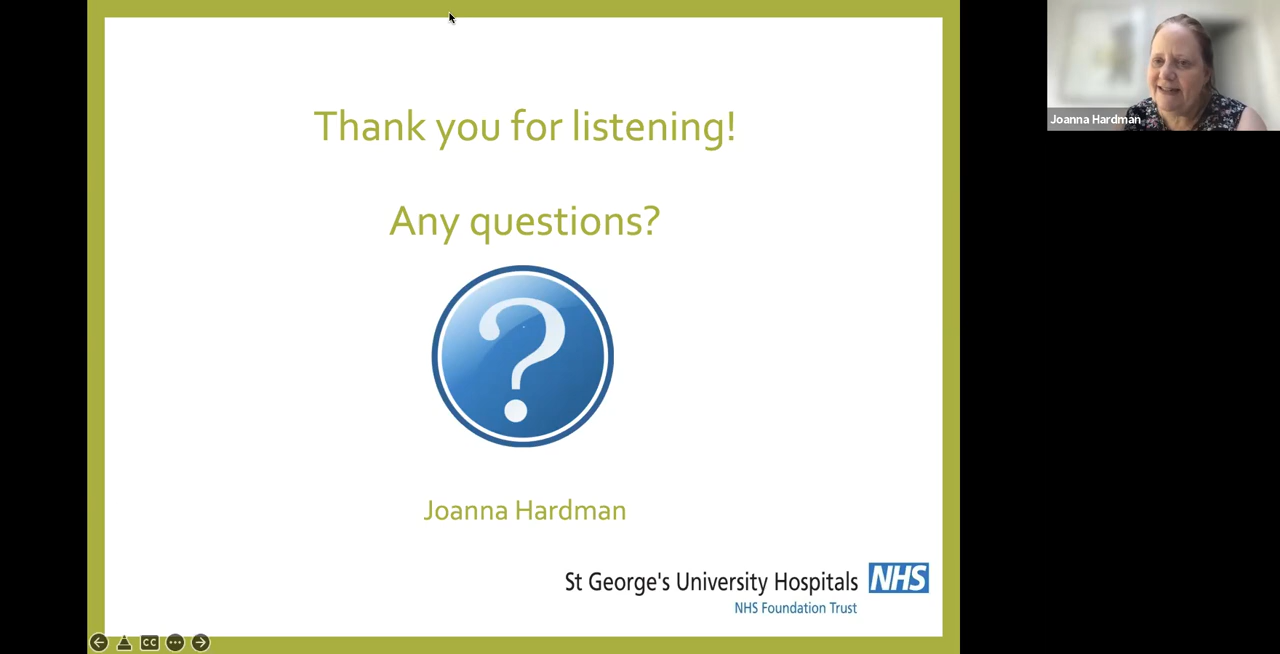 Thank you for listening!
Any questions?
?
Joanna Hardman
St George's University Hospitals NHS
NHS Foundation Trust
CC
Joanna Hardman